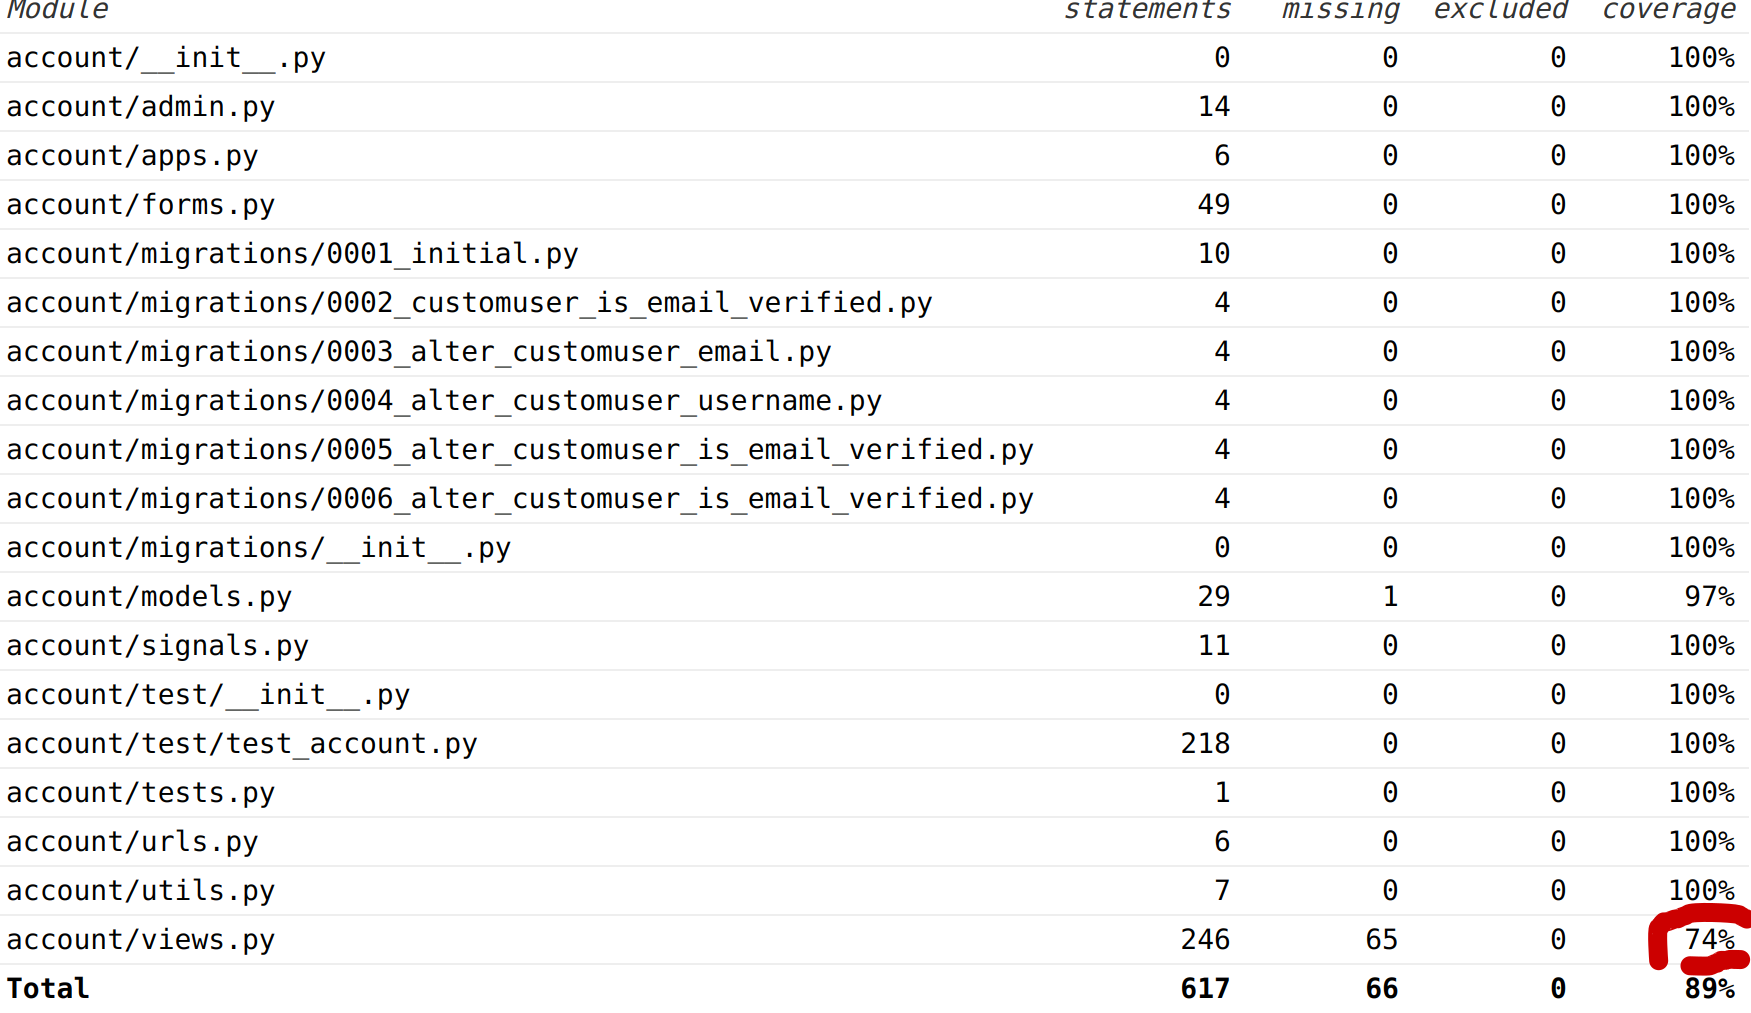 Module statements missing excluded coverage
account/__init__.py 0 0 0 100%
account/admin.py 14 0 0 100%
account/apps.py 6 0 0 100%
account/forms.py 49 0 0 100%
account/migrations/0001_initial.py 10 0 0 100%
account/migrations/0002_customuser_is_email_verified.py 4 0 0 100%
account/migrations/0003_alter_customuser_email.py 4 0 0 100%
account/migrations/0004_alter_customuser_username.py 4 0 0 100%
account/migrations/0005_alter_customuser_is_email_verified.py 4 0 0 100%
account/migrations/0006_alter_customuser_is_email_verified.py 4 0 0 100%
account/migrations/__init__.py 0 0 0 100%
account/models.py 29 1 0 97%
account/signals.py 11 0 0 100%
account/test/__init__.py 0 0 0 100%
account/test/test_account.py 218 0 0 100%
account/tests.py 1 0 0 100%
account/urls.py 6 0 0 100%
account/utils.py 7 0 0 100%
account/views.py 246 65 0 74%
Total 617 66 0 89%